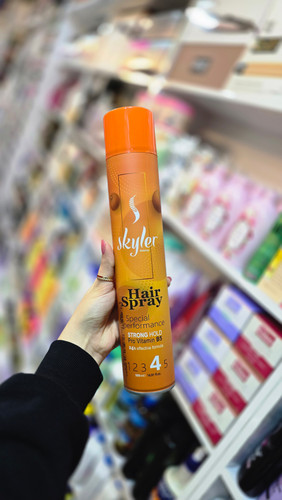 skyler
Hair
Spray
Special
performance
STRONG HOLD
Pro Vitamin B5
1 2 3 4 5